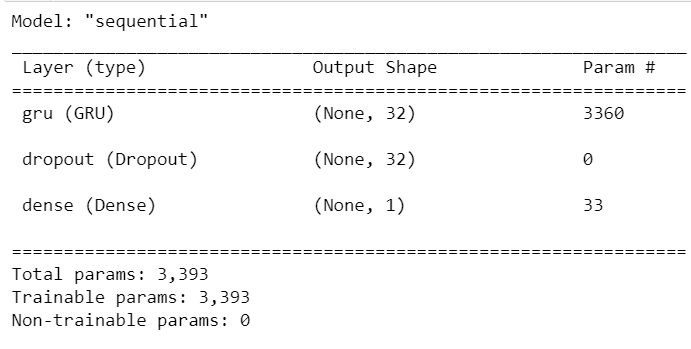 Model: "sequential"
_________________________________________________________________
Layer (type) Output Shape Param #
=================================================================
gru (GRU) (None, 32) 3360
dropout (Dropout) (None, 32) 0
dense (Dense) (None, 1) 33
=================================================================
Total params: 3,393
Trainable params: 3,393
Non-trainable params: 0